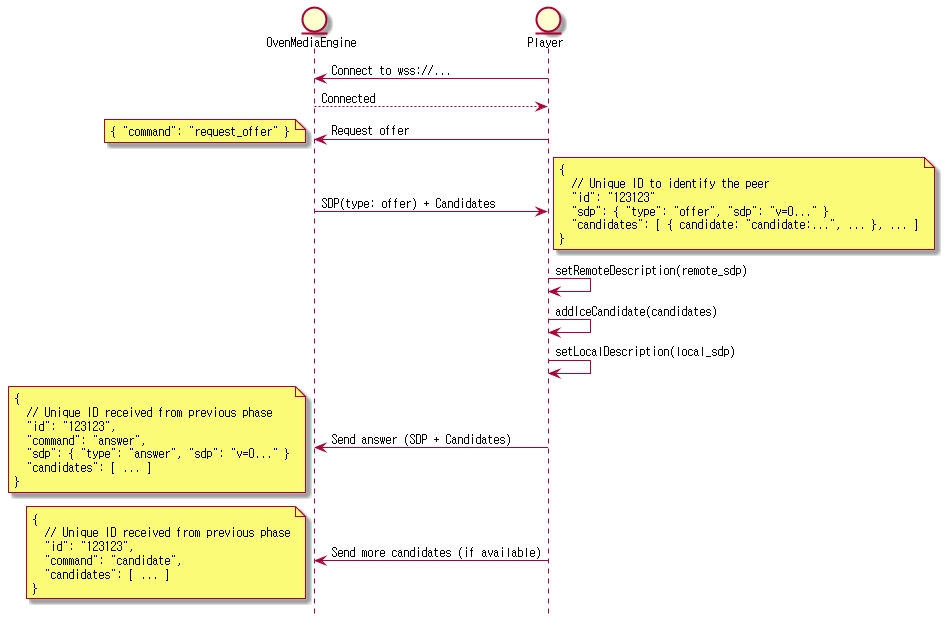 OvenMediaEngine
Player
Connect to wss://...
Connected
Request offer
{ "command": "request_offer" }
SDP(type: offer) + Candidates
{
// Unique ID to identify the peer
"id": "123123"
"sdp": { "type": "offer", "sdp": "v=0..." }
"candidates": [ { candidate: "candidate:...", ... }, ... ]
}
setRemoteDescription(remote_sdp)
addIceCandidate(candidates)
setLocalDescription(local_sdp)
Send answer (SDP + Candidates)
{
// Unique ID received from previous phase
"id": "123123",
"command": "answer",
"sdp": { "type": "answer", "sdp": "v=0..." }
"candidates": [ ... ]
}
Send more candidates (if available)
{
// Unique ID received from previous phase
"id": "123123",
"command": "candidate",
"candidates": [ ... ]
}